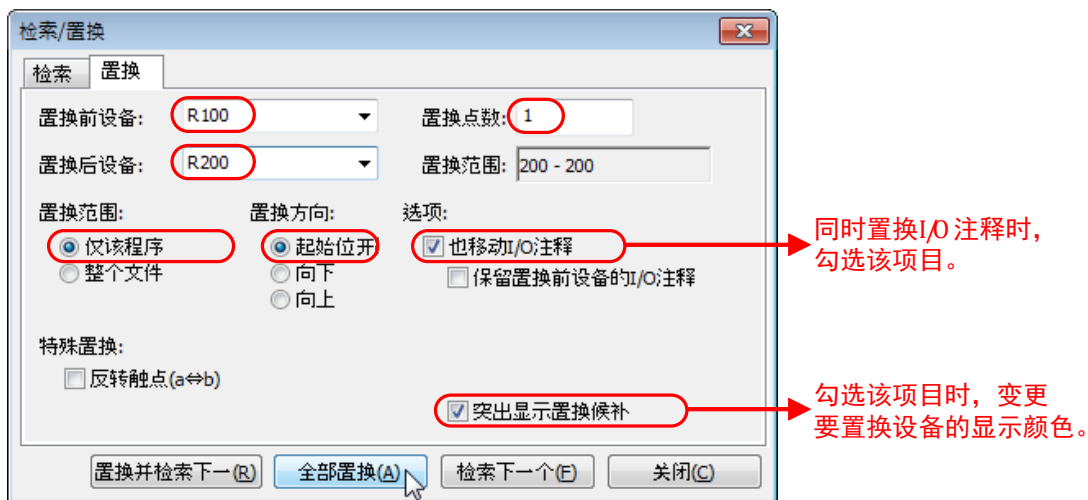 检索/置换
检索 置换
置换前设备: R100 置换点数: 1
置换后设备: R200 置换范围: 200 - 200
置换范围: 置换方向: 选项:
仅该程序 起始位开 也移动I/O注释
整个文件 向下 保留置换前设备的I/O注释
向上
同时置换I/O 注释时，
勾选该项目。
特殊置换:
反转触点(a⇔b)
突出显示置换候补
勾选该项目时，变更
要置换设备的显示颜色。
置换并检索下一(R) 全部置换(A) 检索下一个(F) 关闭(C)